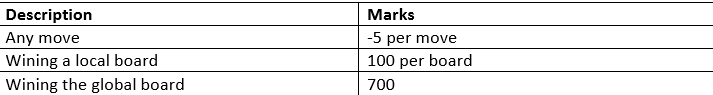 Description Marks
Any move -5 per move
Wining a local board 100 per board
Wining the global board 700